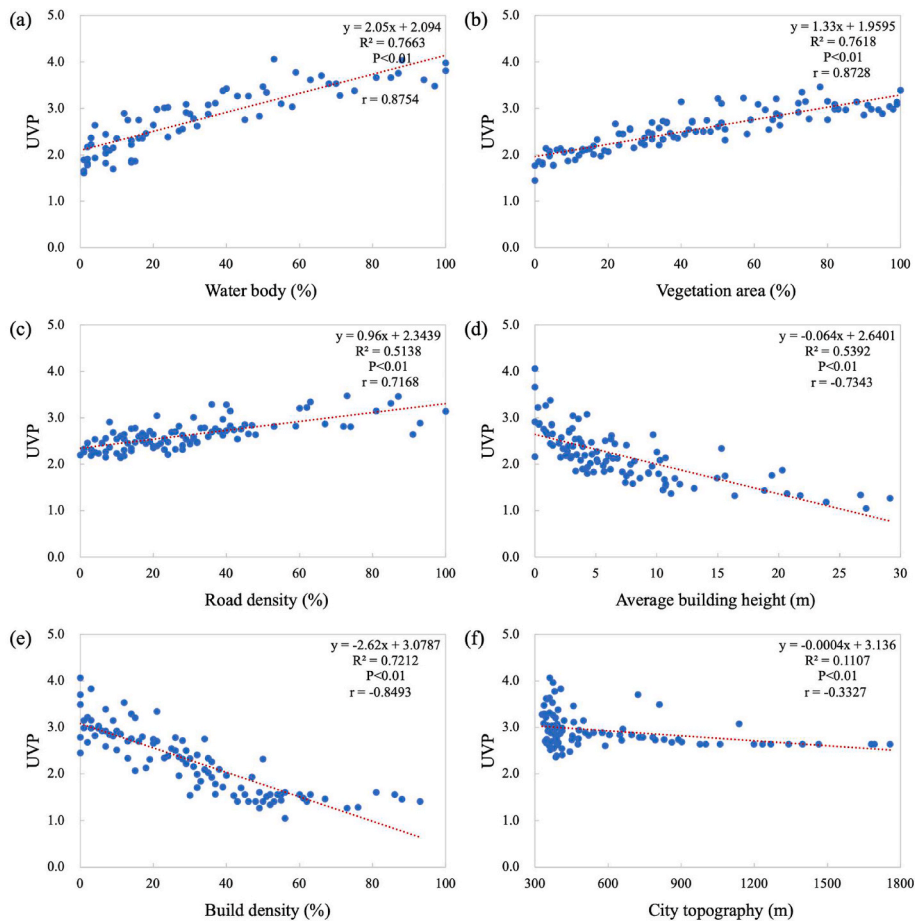 (a)
y = 2.05x + 2.094
R² = 0.7663
P<0.01
r = 0.8754
5.0
4.0
3.0
2.0
1.0
0.0
UVP
0 20 40 60 80 100
Water body (%)
(b)
y = 1.33x + 1.9595
R² = 0.7618
P<0.01
r = 0.8728
5.0
4.0
3.0
2.0
1.0
0.0
UVP
0 20 40 60 80 100
Vegetation area (%)
(c)
y = 0.96x + 2.3439
R² = 0.5138
P<0.01
r = 0.7168
5.0
4.0
3.0
2.0
1.0
0.0
UVP
0 20 40 60 80 100
Road density (%)
(d)
y = -0.064x + 2.6401
R² = 0.5392
P<0.01
r = -0.7343
5.0
4.0
3.0
2.0
1.0
0.0
UVP
0 5 10 15 20 25 30
Average building height (m)
(e)
y = -2.62x + 3.0787
R² = 0.7212
P<0.01
r = -0.8493
5.0
4.0
3.0
2.0
1.0
0.0
UVP
0 20 40 60 80 100
Build density (%)
(f)
y = -0.0004x + 3.136
R² = 0.1107
P<0.01
r = -0.3327
5.0
4.0
3.0
2.0
1.0
0.0
UVP
300 600 900 1200 1500 1800
City topography (m)